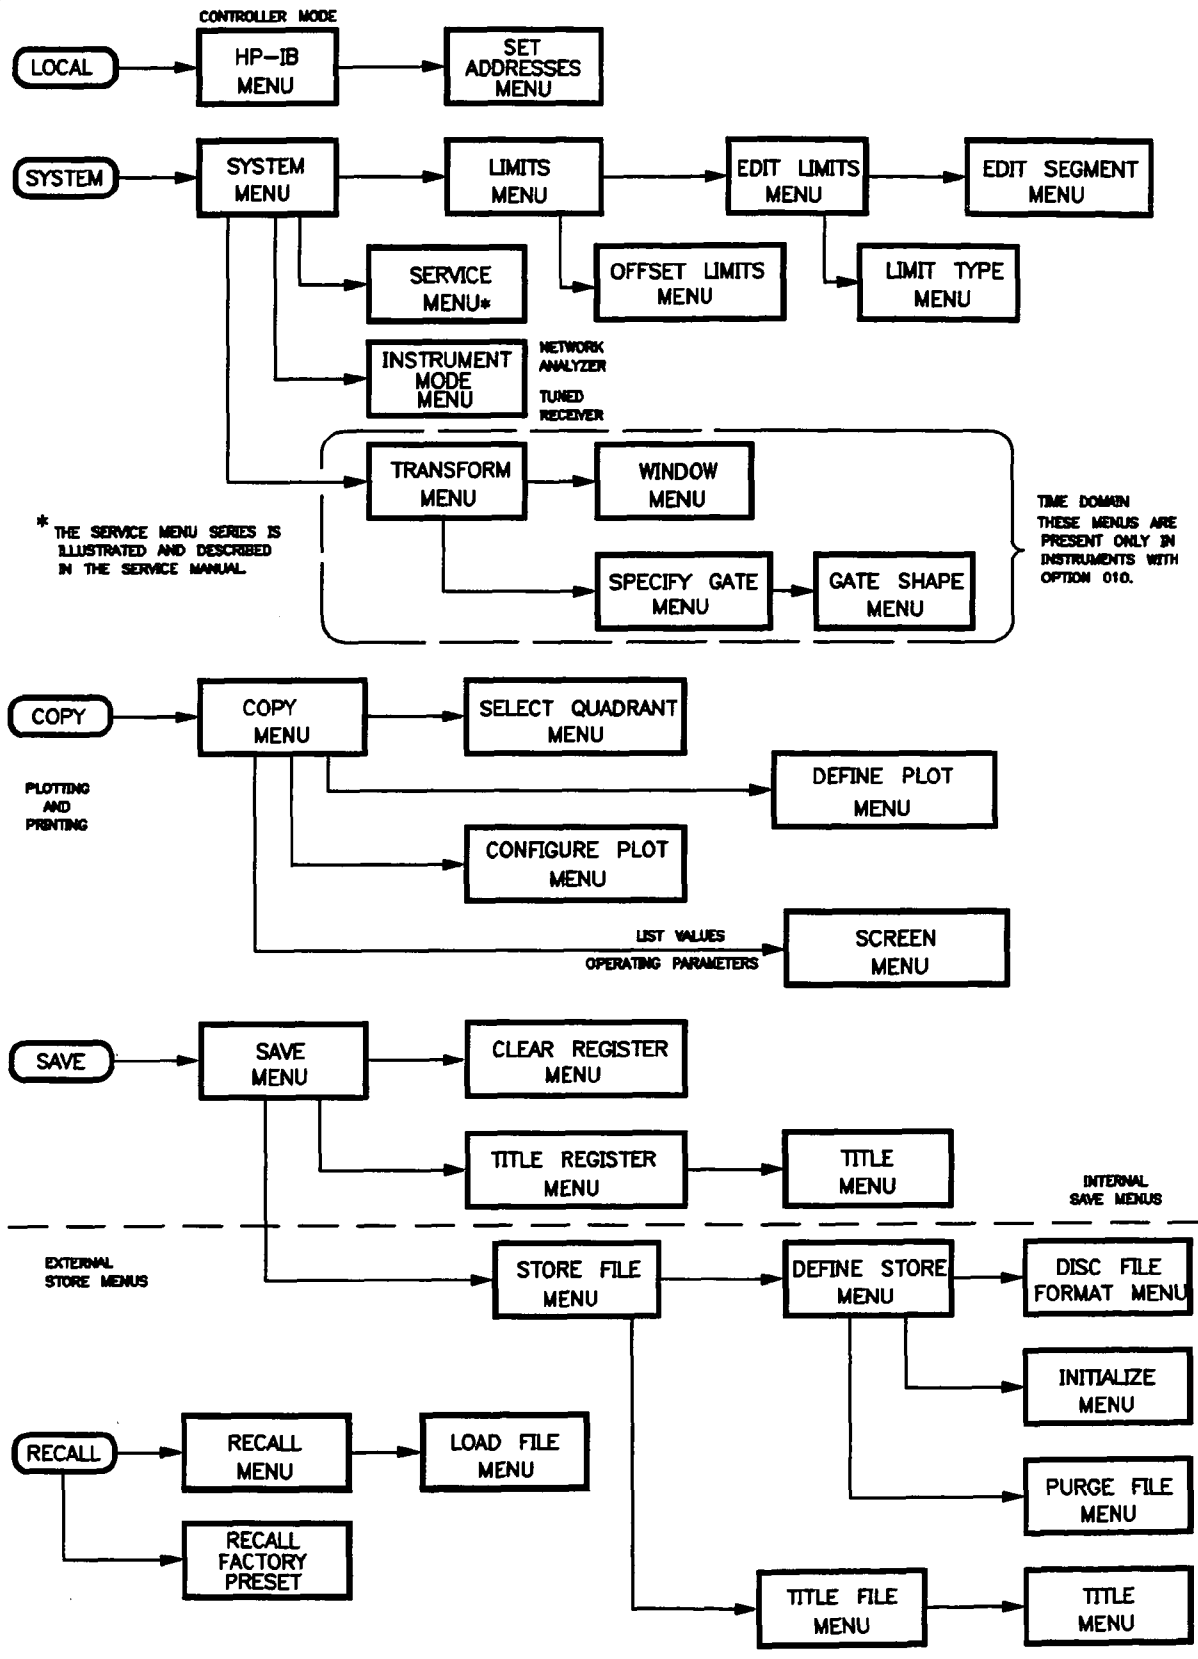 CONTROLLER MODE
LOCAL
HP-IB
MENU
SET
ADDRESSES
MENU
SYSTEM
SYSTEM
MENU
LIMITS
MENU
EDIT LIMITS
MENU
EDIT SEGMENT
MENU
SERVICE
MENU*
OFFSET LIMITS
MENU
LIMIT TYPE
MENU
INSTRUMENT
MODE
MENU
NETWORK
ANALYZER
TUNED
RECEIVER
TRANSFORM
MENU
WINDOW
MENU
* THE SERVICE MENU SERIES IS
ILLUSTRATED AND DESCRIBED
IN THE SERVICE MANUAL.
TIME DOMAIN
THESE MENUS ARE
PRESENT ONLY IN
INSTRUMENTS WITH
OPTION 010.
SPECIFY GATE
MENU
GATE SHAPE
MENU
COPY
COPY
MENU
SELECT QUADRANT
MENU
PLOTTING
AND
PRINTING
DEFINE PLOT
MENU
CONFIGURE PLOT
MENU
LIST VALUES
OPERATING PARAMETERS
SCREEN
MENU
SAVE
SAVE
MENU
CLEAR REGISTER
MENU
TITLE REGISTER
MENU
TITLE
MENU
INTERNAL
SAVE MENUS
EXTERNAL
STORE MENUS
STORE FILE
MENU
DEFINE STORE
MENU
DISC FILE
FORMAT MENU
INITIALIZE
MENU
RECALL
RECALL
MENU
LOAD FILE
MENU
PURGE FILE
MENU
RECALL
FACTORY
PRESET
TITLE FILE
MENU
TITLE
MENU